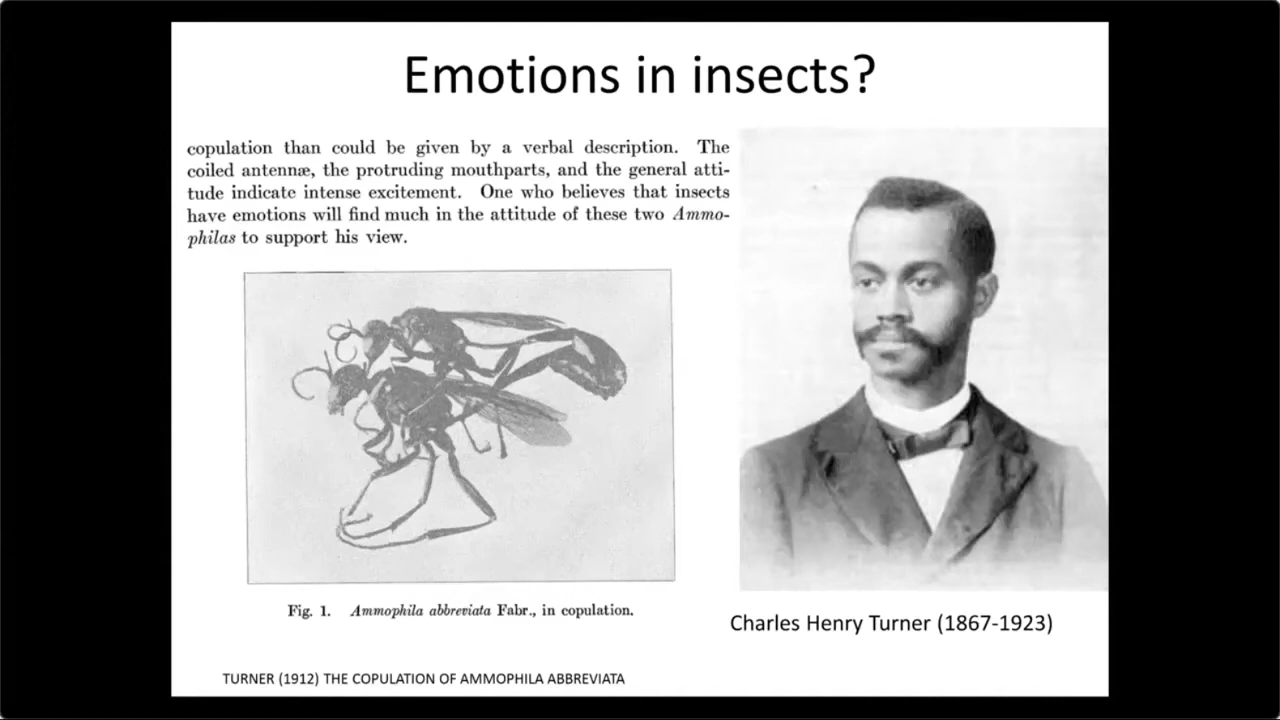 Emotions in insects?
copulation than could be given by a verbal description. The
coiled antennæ, the protruding mouthparts, and the general atti-
tude indicate intense excitement. One who believes that insects
have emotions will find much in the attitude of these two Ammo-
philas to support his view.
Fig. 1. Ammophila abbreviata Fabr., in copulation.
Charles Henry Turner (1867-1923)
TURNER (1912) THE COPULATION OF AMMOPHILA ABBREVIATA